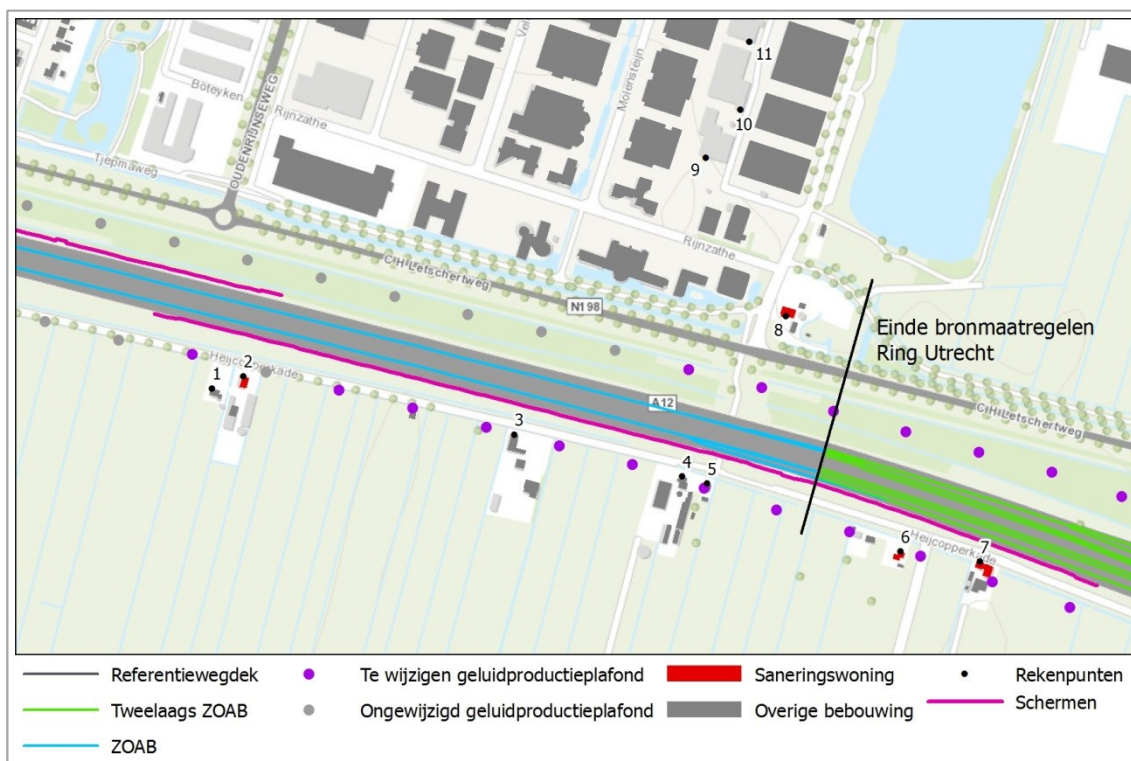 11
Boteyken
OUDENRIJNSEWEG
Molensteijn
10
Rijnzathe
9
Tjepmaweg
C H Letschertweg
Rijnzathe
N198
8
Einde bronmaatregelen
Ring Utrecht
Heijcopperkade
1
2
A12
C H Letschertweg
3
4
5
6
Heijcopperkade
7
Referentiewegdek
Te wijzigen geluidproductieplafond
Saneringswoning
Rekenpunten
Tweelaags ZOAB
Ongewijzigd geluidproductieplafond
Overige bebouwing
Schermen
ZOAB